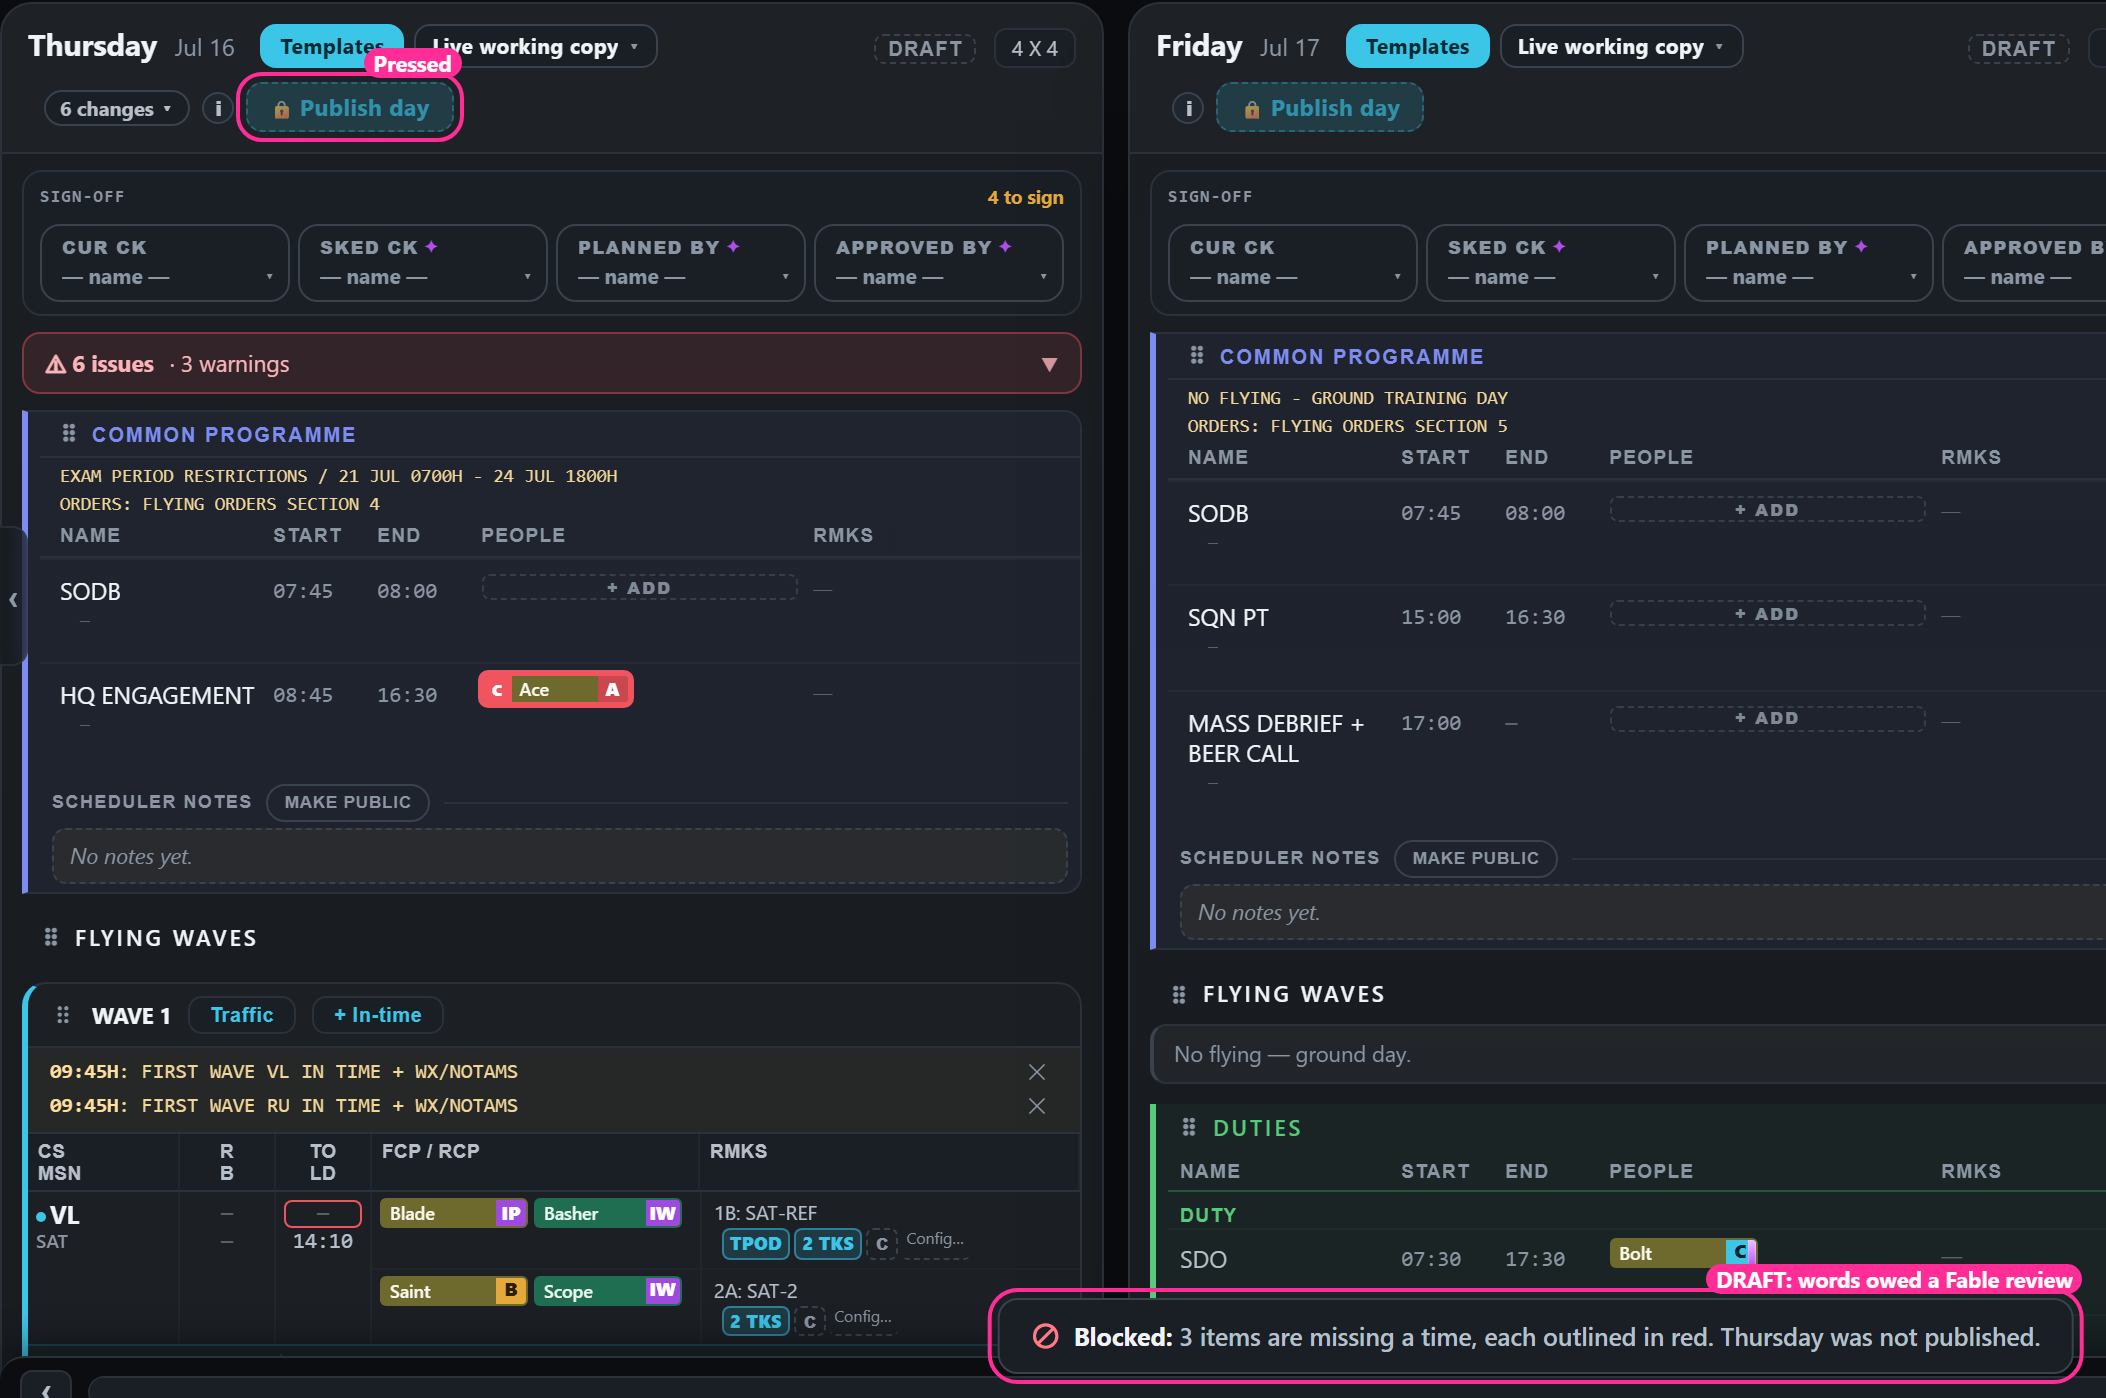 Thursday Jul 16 Templates Live working copy DRAFT 4 X 4
Pressed
6 changes i Publish day
SIGN-OFF 4 to sign
CUR CK SKED CK PLANNED BY APPROVED BY
— name — — name — — name — — name —
6 issues · 3 warnings
COMMON PROGRAMME
EXAM PERIOD RESTRICTIONS / 21 JUL 0700H - 24 JUL 1800H
ORDERS: FLYING ORDERS SECTION 4
NAME START END PEOPLE RMKS
SODB 07:45 08:00 + ADD —
—
HQ ENGAGEMENT 08:45 16:30 C Ace A —
—
SCHEDULER NOTES MAKE PUBLIC
No notes yet.
FLYING WAVES
WAVE 1 Traffic + In-time
09:45H: FIRST WAVE VL IN TIME + WX/NOTAMS
09:45H: FIRST WAVE RU IN TIME + WX/NOTAMS
CS R TO FCP / RCP RMKS
MSN B LD
VL — — Blade IP Basher IW 1B: SAT-REF
SAT — 14:10 TPOD 2 TKS C Config...
Saint B Scope IW 2A: SAT-2
2 TKS C Config...
Friday Jul 17 Templates Live working copy DRAFT
i Publish day
SIGN-OFF
CUR CK SKED CK PLANNED BY APPROVED B
— name — — name — — name — — name —
COMMON PROGRAMME
NO FLYING - GROUND TRAINING DAY
ORDERS: FLYING ORDERS SECTION 5
NAME START END PEOPLE RMKS
SODB 07:45 08:00 + ADD —
—
SQN PT 15:00 16:30 + ADD —
—
MASS DEBRIEF + 17:00 — + ADD —
BEER CALL
—
SCHEDULER NOTES MAKE PUBLIC
No notes yet.
FLYING WAVES
No flying — ground day.
DUTIES
NAME START END PEOPLE RMKS
DUTY
SDO 07:30 17:30 Bolt C —
DRAFT: words owed a Fable review
Blocked: 3 items are missing a time, each outlined in red. Thursday was not published.